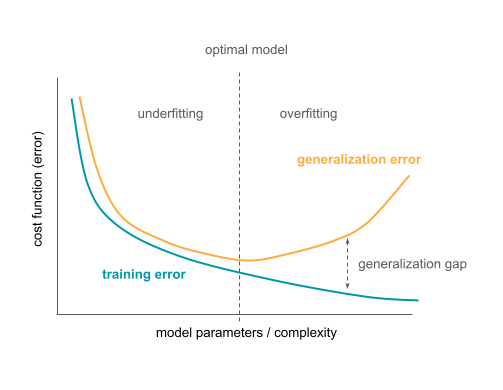 optimal model
underfitting
overfitting
generalization error
cost function (error)
generalization gap
training error
model parameters / complexity